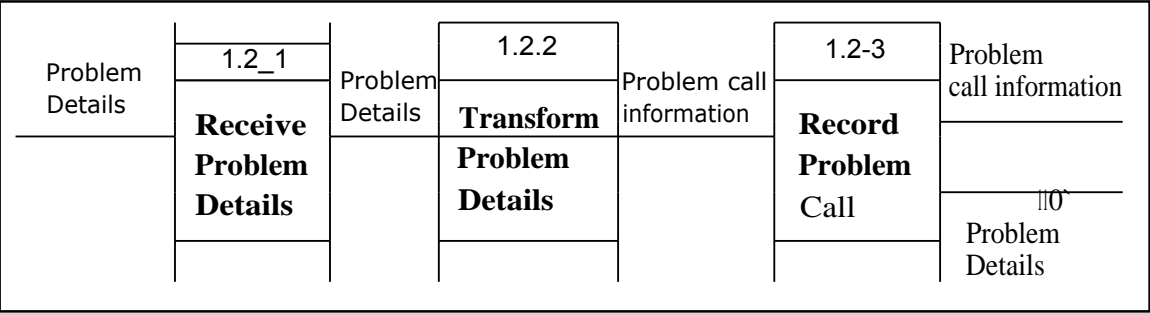 Problem
Details
1.2_1
Receive
Problem
Details
Problem
Details
1.2.2
Transform
Problem
Details
Problem call
information
1.2-3
Record
Problem
Call
Problem
call information
Problem
Details